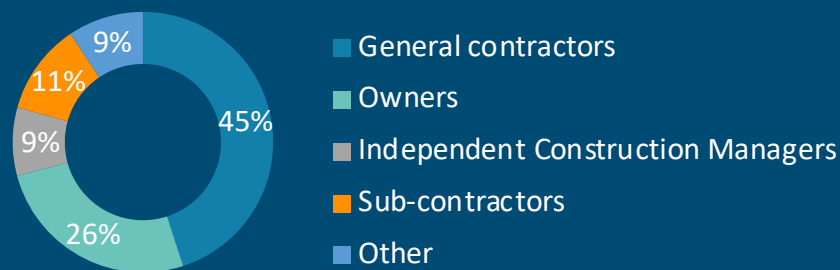 9%
11%
45%
9%
26%
General contractors
Owners
Independent Construction Managers
Sub-contractors
Other